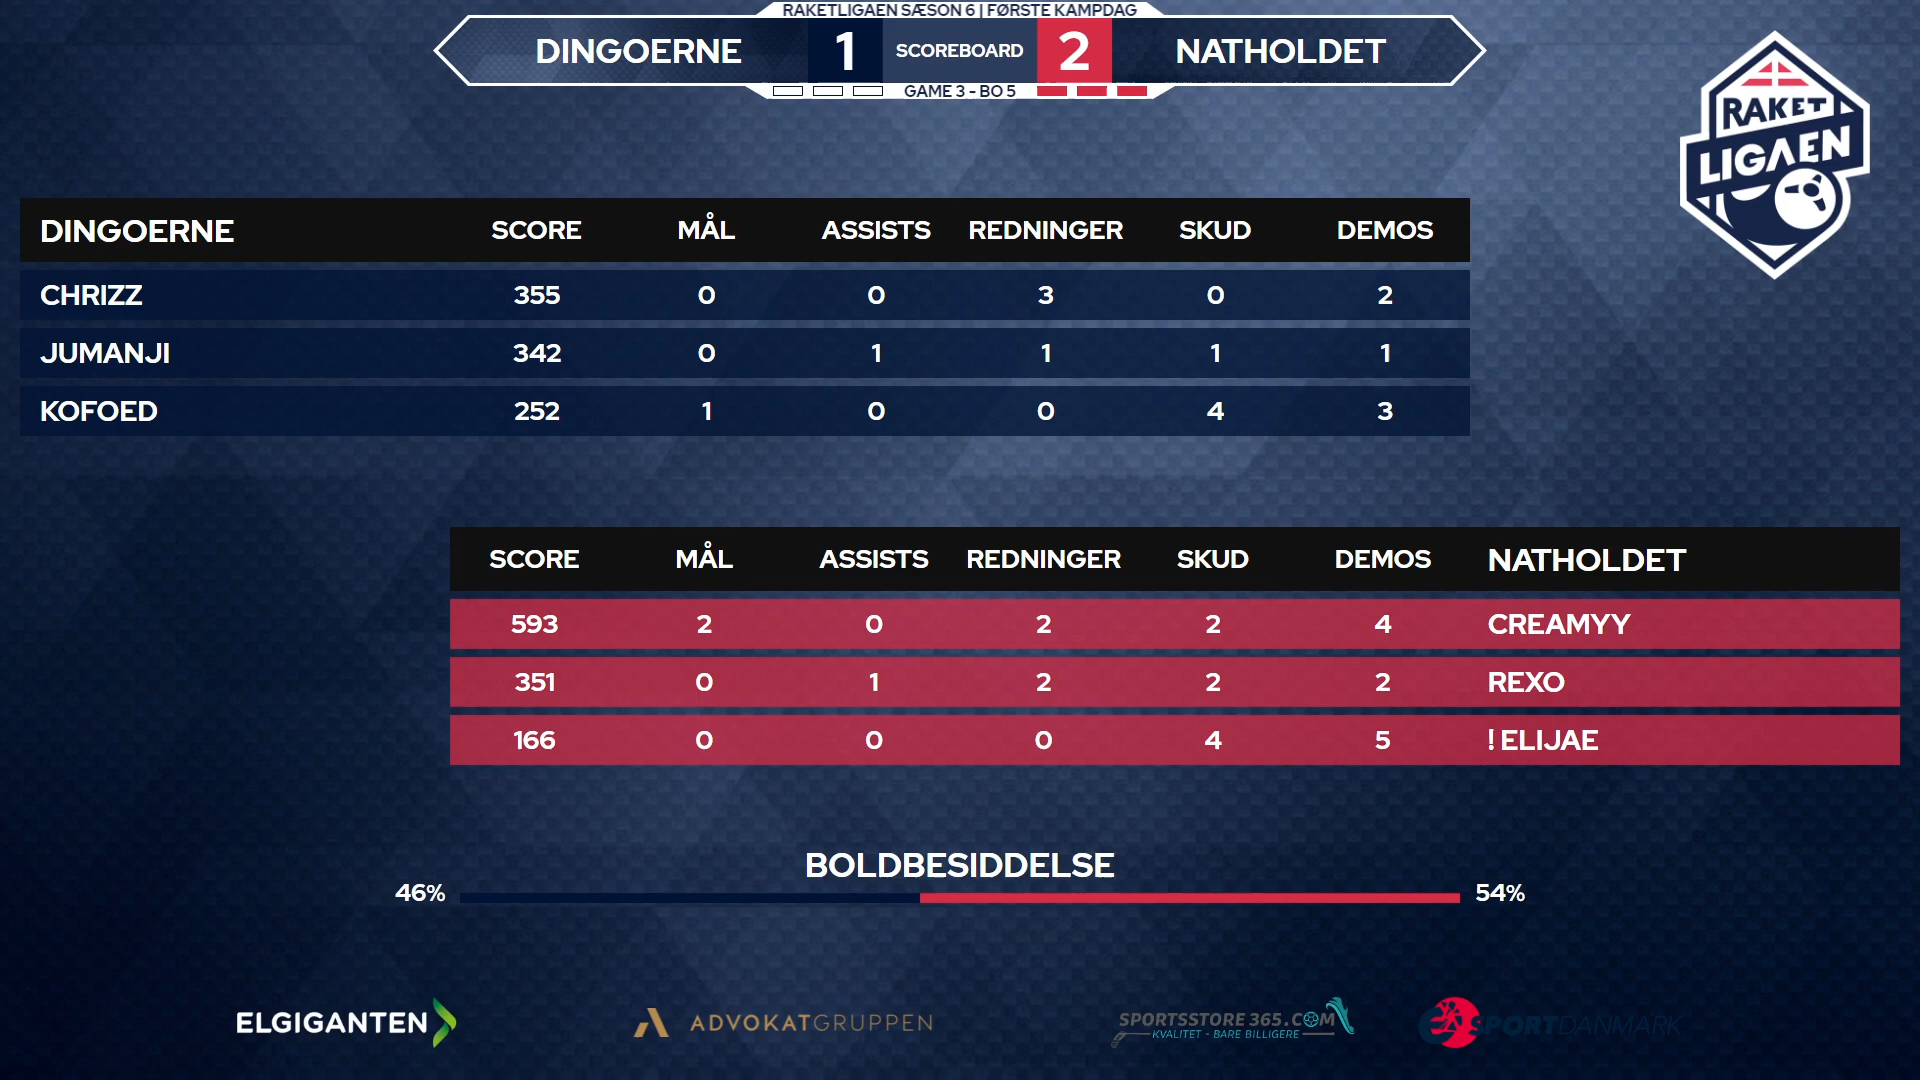 RAKETLIGAEN SÆSON 6 | FØRSTE KAMPDAG
DINGOERNE 1 SCOREBOARD 2 NATHOLDET
GAME 3 - BO 5
RAKET
LIGAEN
DINGOERNE SCORE MÅL ASSISTS REDNINGER SKUD DEMOS
CHRIZZ 355 0 0 3 0 2
JUMANJI 342 0 1 1 1 1
KOFOED 252 1 0 0 4 3
SCORE MÅL ASSISTS REDNINGER SKUD DEMOS NATHOLDET
593 2 0 2 2 4 CREAMYY
351 0 1 2 2 2 REXO
166 0 0 0 4 5 ! ELIJAE
BOLDBESIDDELSE
46% 54%
ELGIGANTEN
ADVOKATGRUPPEN
SPORTSSTORE365.COM
KVALITET - BARE BILLIGERE
ESPORTDANMARK